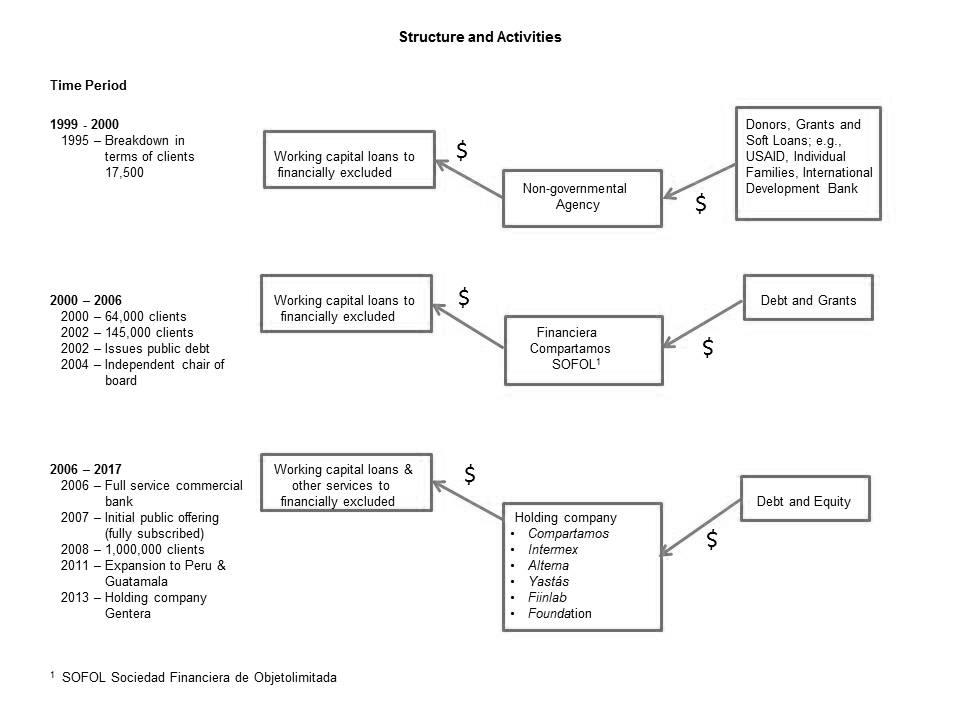 Structure and Activities
Time Period
1999 - 2000
1995 – Breakdown in
terms of clients
17,500
Working capital loans to
financially excluded
$
Non-governmental
Agency
$
Donors, Grants and
Soft Loans; e.g.,
USAID, Individual
Families, International
Development Bank
2000 – 2006
2000 – 64,000 clients
2002 – 145,000 clients
2002 – Issues public debt
2004 – Independent chair of
board
Working capital loans to
financially excluded
$
Financiera
Compartamos
SOFOL¹
$
Debt and Grants
2006 – 2017
2006 – Full service commercial
bank
2007 – Initial public offering
(fully subscribed)
2008 – 1,000,000 clients
2011 – Expansion to Peru &
Guatamala
2013 – Holding company
Gentera
Working capital loans &
other services to
financially excluded
$
Holding company
• Compartamos
• Intermex
• Alterna
• Yastás
• Fiinlab
• Foundation
$
Debt and Equity
¹ SOFOL Sociedad Financiera de Objetolimitada